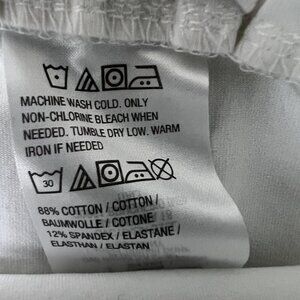 MACHINE WASH COLD. ONLY
NON-CHLORINE BLEACH WHEN
NEEDED. TUMBLE DRY LOW. WARM
IRON IF NEEDED
30
88% COTTON / COTTON /
BAUMWOLLE / COTONE
12% SPANDEX / ELASTANE /
ELASTHAN / ELASTAN